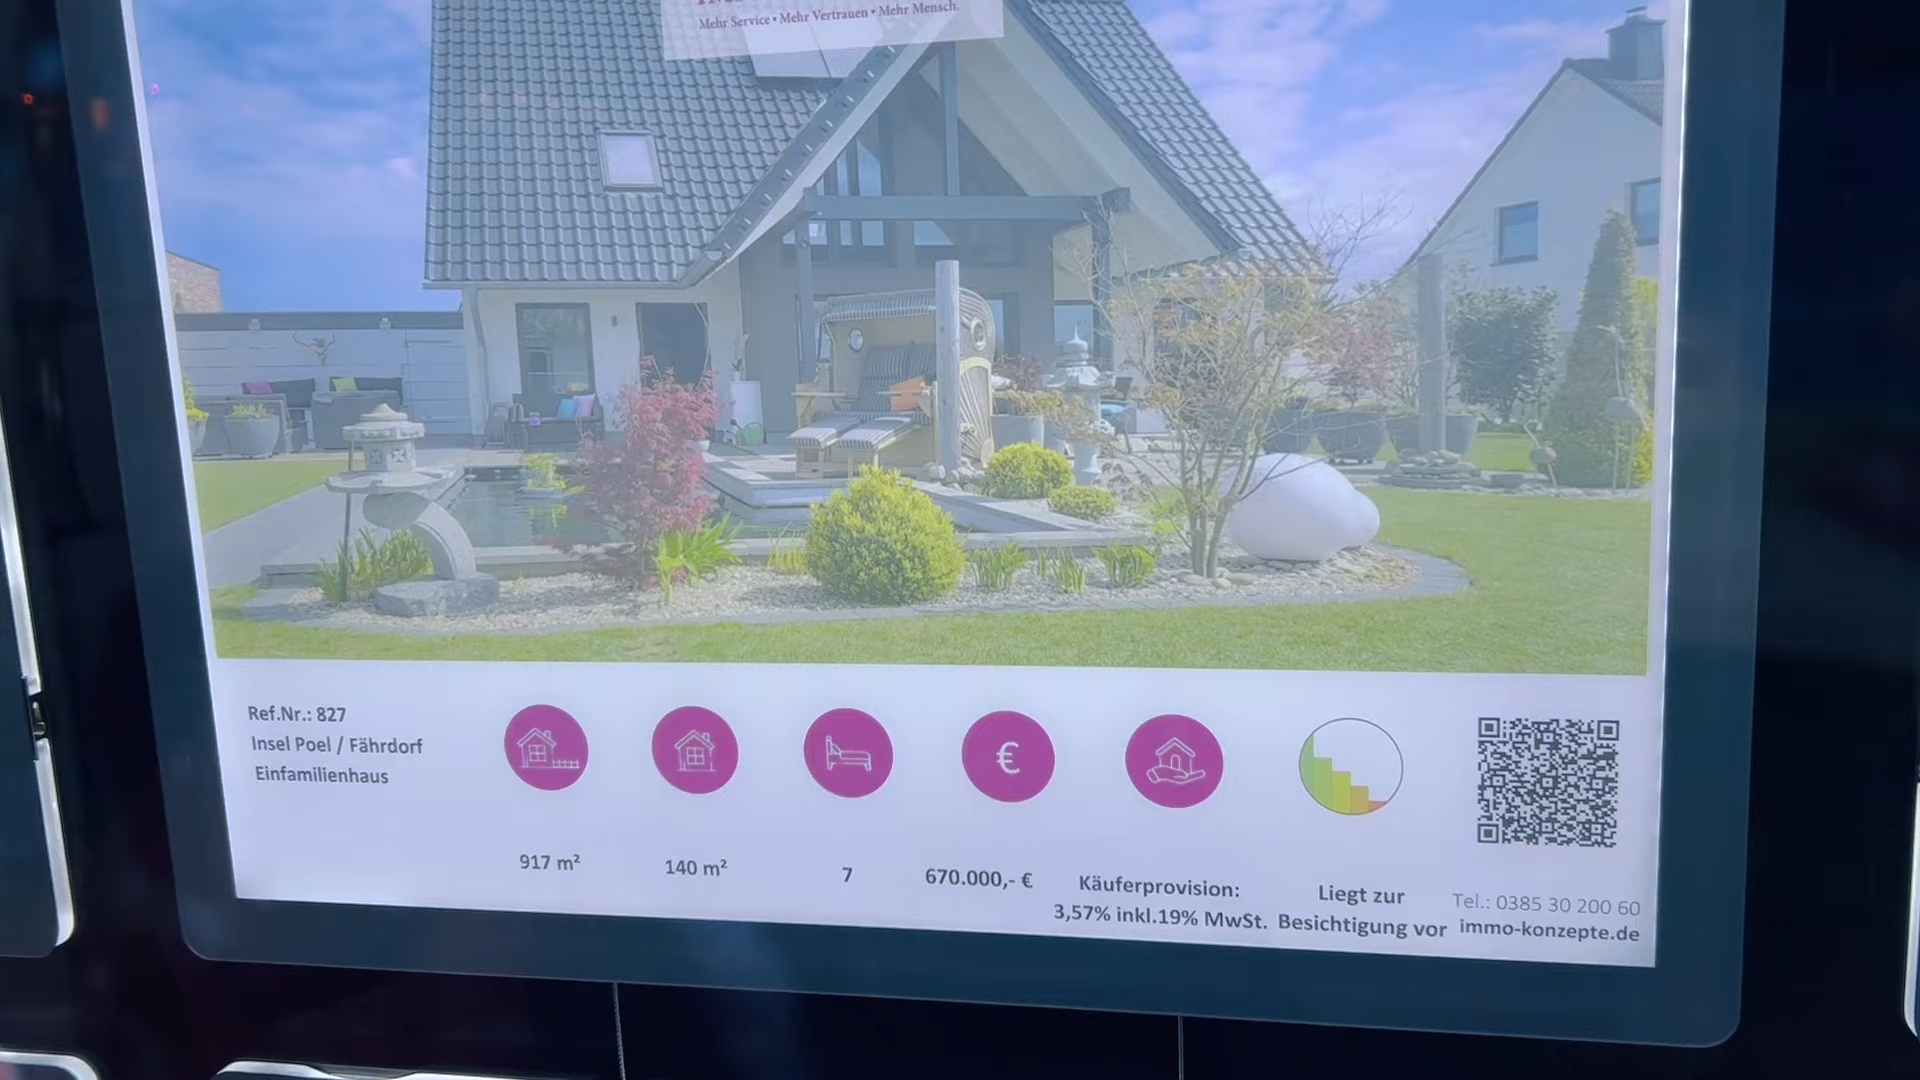 Mehr Service • Mehr Vertrauen • Mehr Mensch.
Ref.Nr.: 827
Insel Poel / Fährdorf
Einfamilienhaus
917 m²
140 m²
7
€
670.000,- €
Käuferprovision:
3,57% inkl.19% MwSt.
Liegt zur
Besichtigung vor
Tel.: 0385 30 200 60
immo-konzepte.de